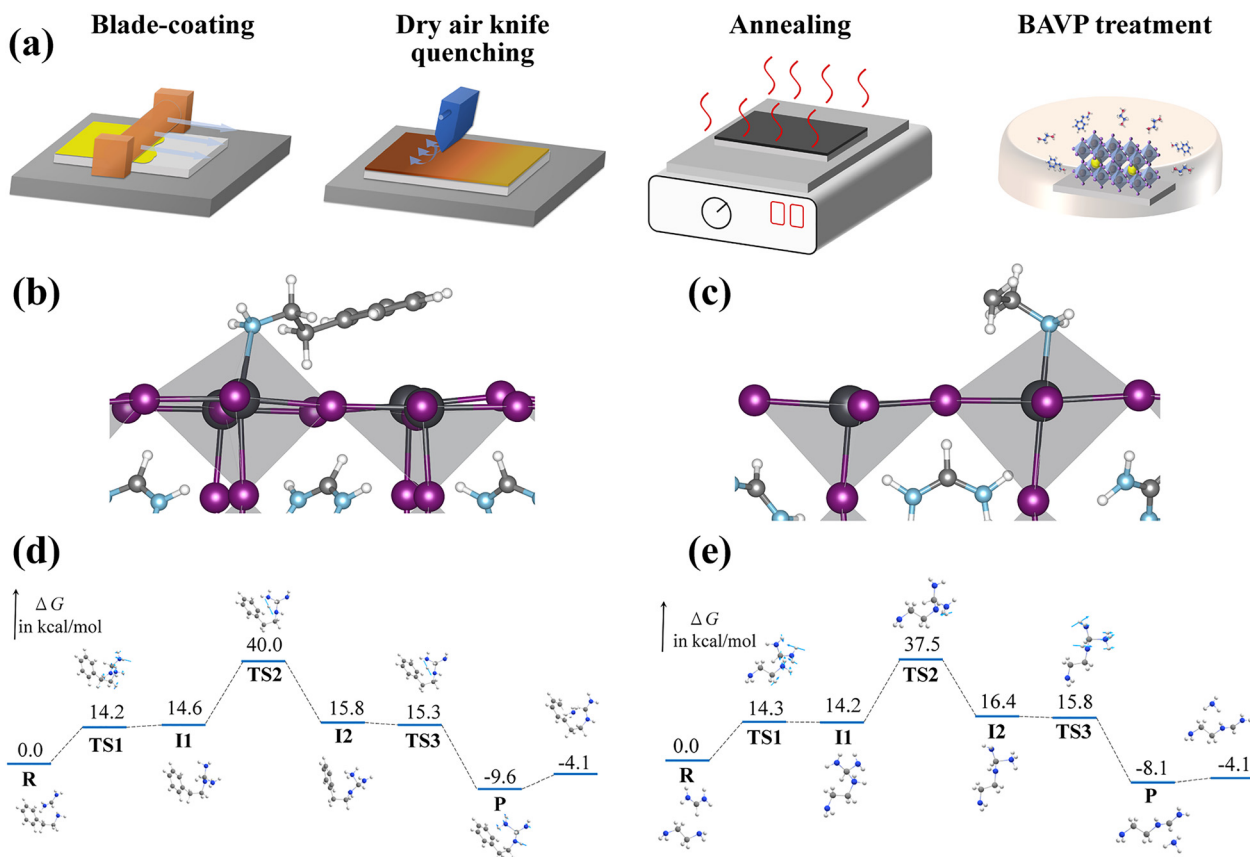 (a)
Blade-coating
Dry air knife
quenching
Annealing
BAVP treatment
(b)
(c)
(d)
Δ G
in kcal/mol
0.0
R
14.2
TS1
14.6
I1
40.0
TS2
15.8
I2
15.3
TS3
-9.6
P
-4.1
(e)
Δ G
in kcal/mol
0.0
R
14.3
TS1
14.2
I1
37.5
TS2
16.4
I2
15.8
TS3
-8.1
P
-4.1